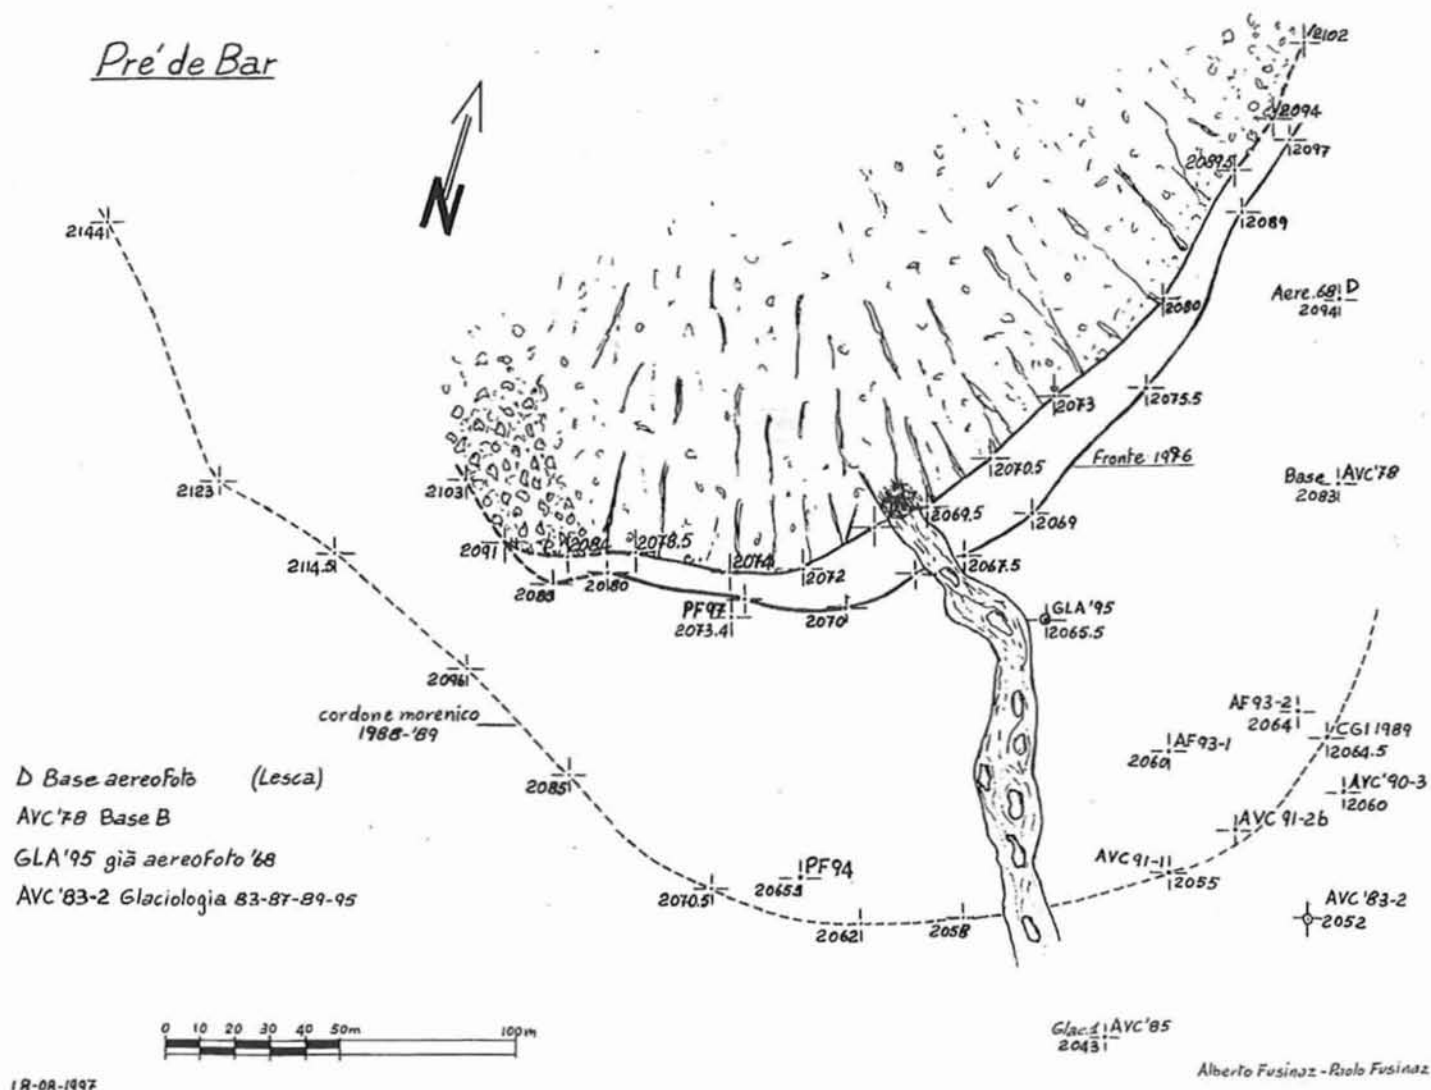 Pré de Bar
N
2102
2094
2097
2089.5
2089
2144
2080
Aere.68 D
2094
2073
2075.5
2070.5
Fronte 1976
Base AVC'78
2083
2123
2103
2069.5
2069
2091
2084
2078.5
2074
2072
2067.5
2114.5
2083
2080
PF97
2073.4
2070
GLA'95
2065.5
2096
cordone morenico
1988-'89
AF93-2
2064
CGI 1989
2064.5
AF93-1
2060
AVC'90-3
2060
D Base aereofoto (Lesca)
2085
AVC'78 Base B
AVC 91-2b
GLA'95 già aereofoto '68
AVC 91-1
2055
PF94
2070.5
AVC'83-2 Glaciologia 83-87-89-95
AVC'83-2
2052
2062
2058
0 10 20 30 40 50m 100m
AVC'85
2043
18-08-1997
Alberto Fusinaz - Paolo Fusinaz